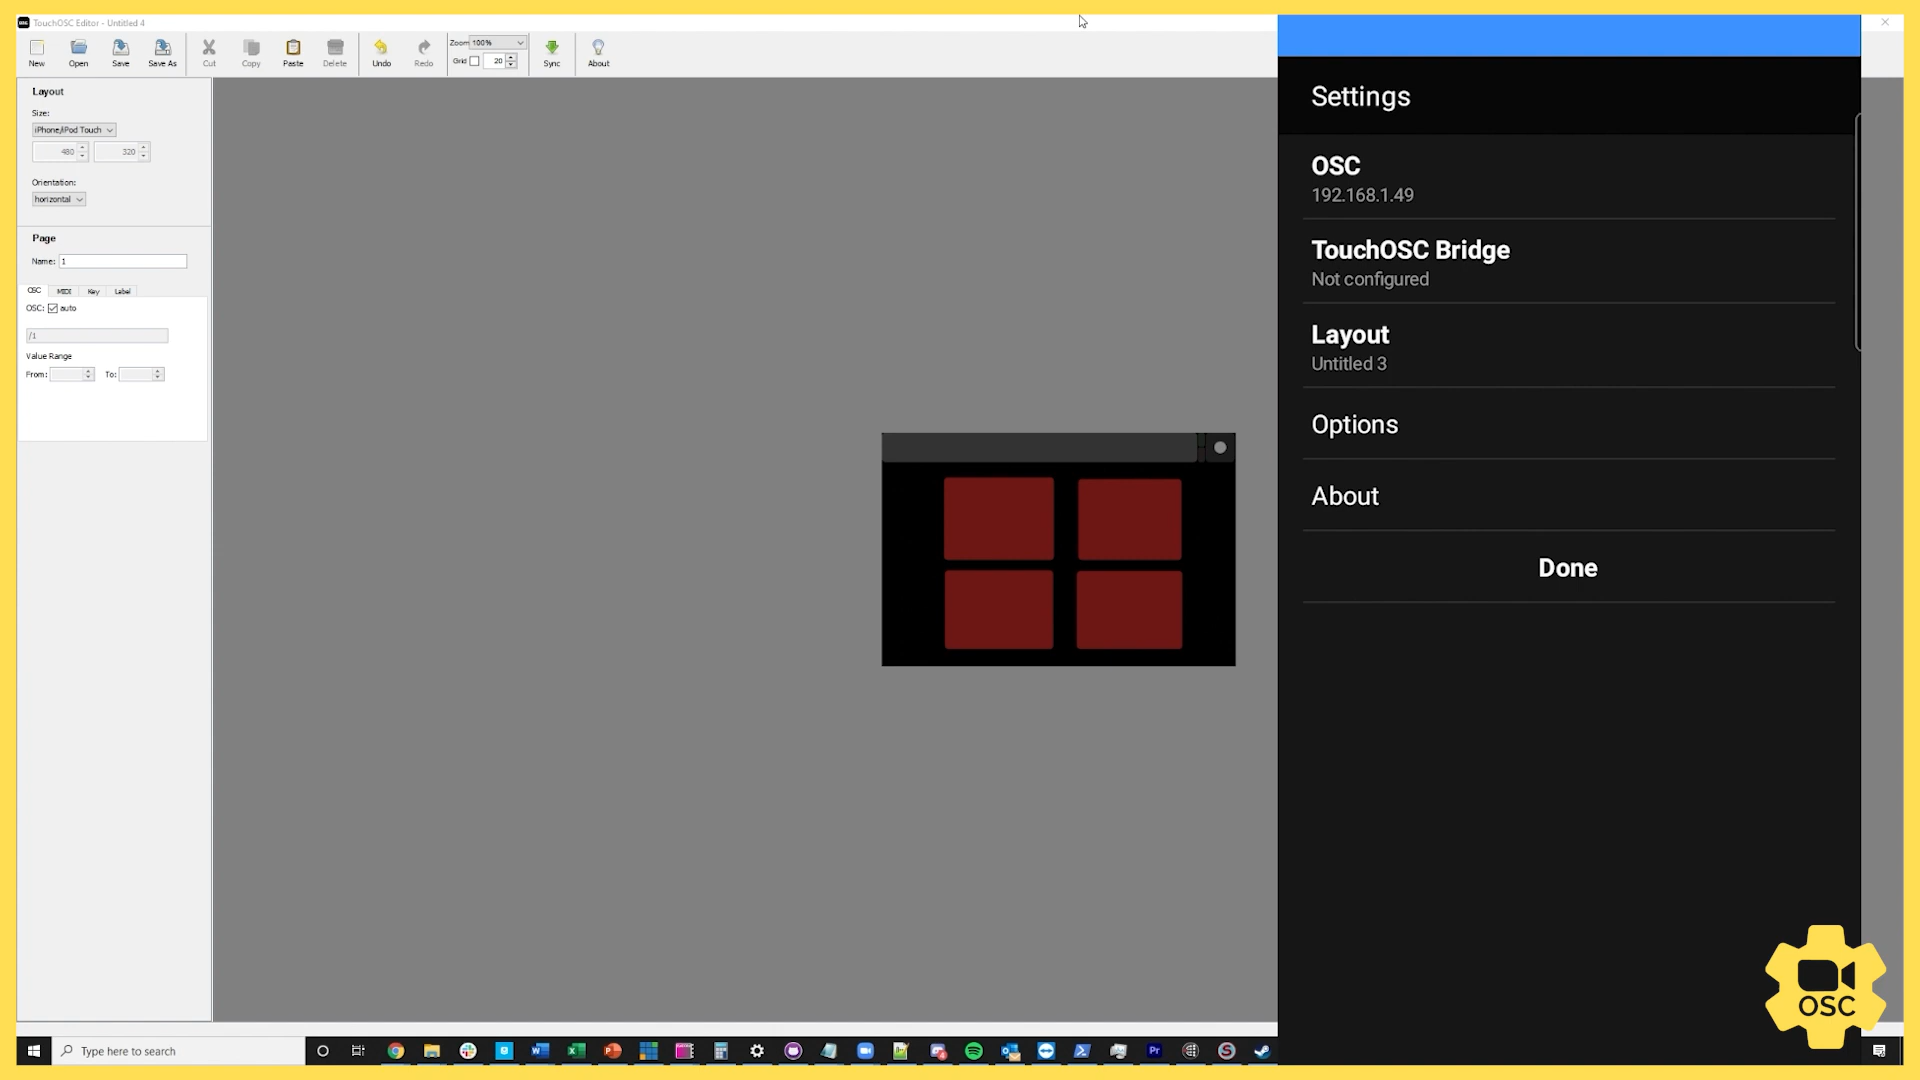 TouchOSC Editor - Untitled 4
New
Open
Save
Save As
Cut
Copy
Paste
Delete
Undo
Redo
Zoom 100%
Grid 20
Sync
About
Layout
Size:
iPhone/iPod Touch
480 320
Orientation:
horizontal
Page
Name: 1
OSC MIDI Key Label
OSC: auto
/1
Value Range
From: To:
Settings
OSC
192.168.1.49
TouchOSC Bridge
Not configured
Layout
Untitled 3
Options
About
Done
OSC
Type here to search